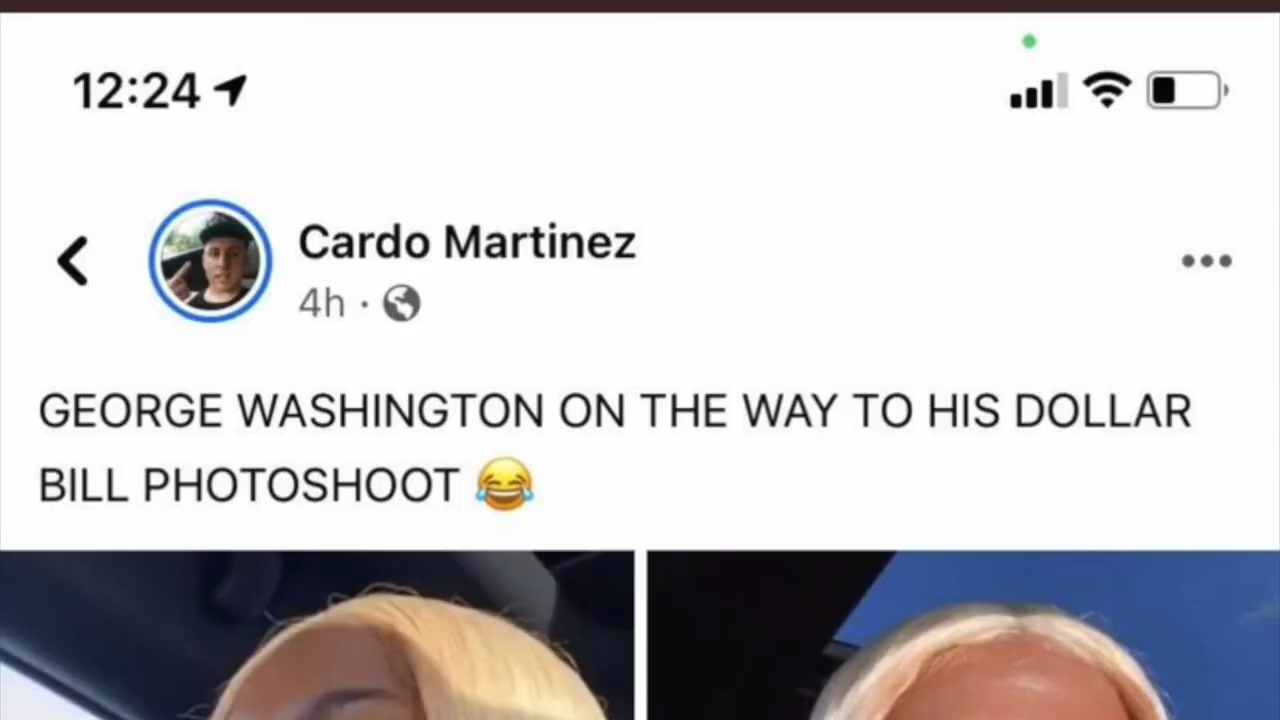 12:24
Cardo Martinez
4h ·
GEORGE WASHINGTON ON THE WAY TO HIS DOLLAR
BILL PHOTOSHOOT 😂